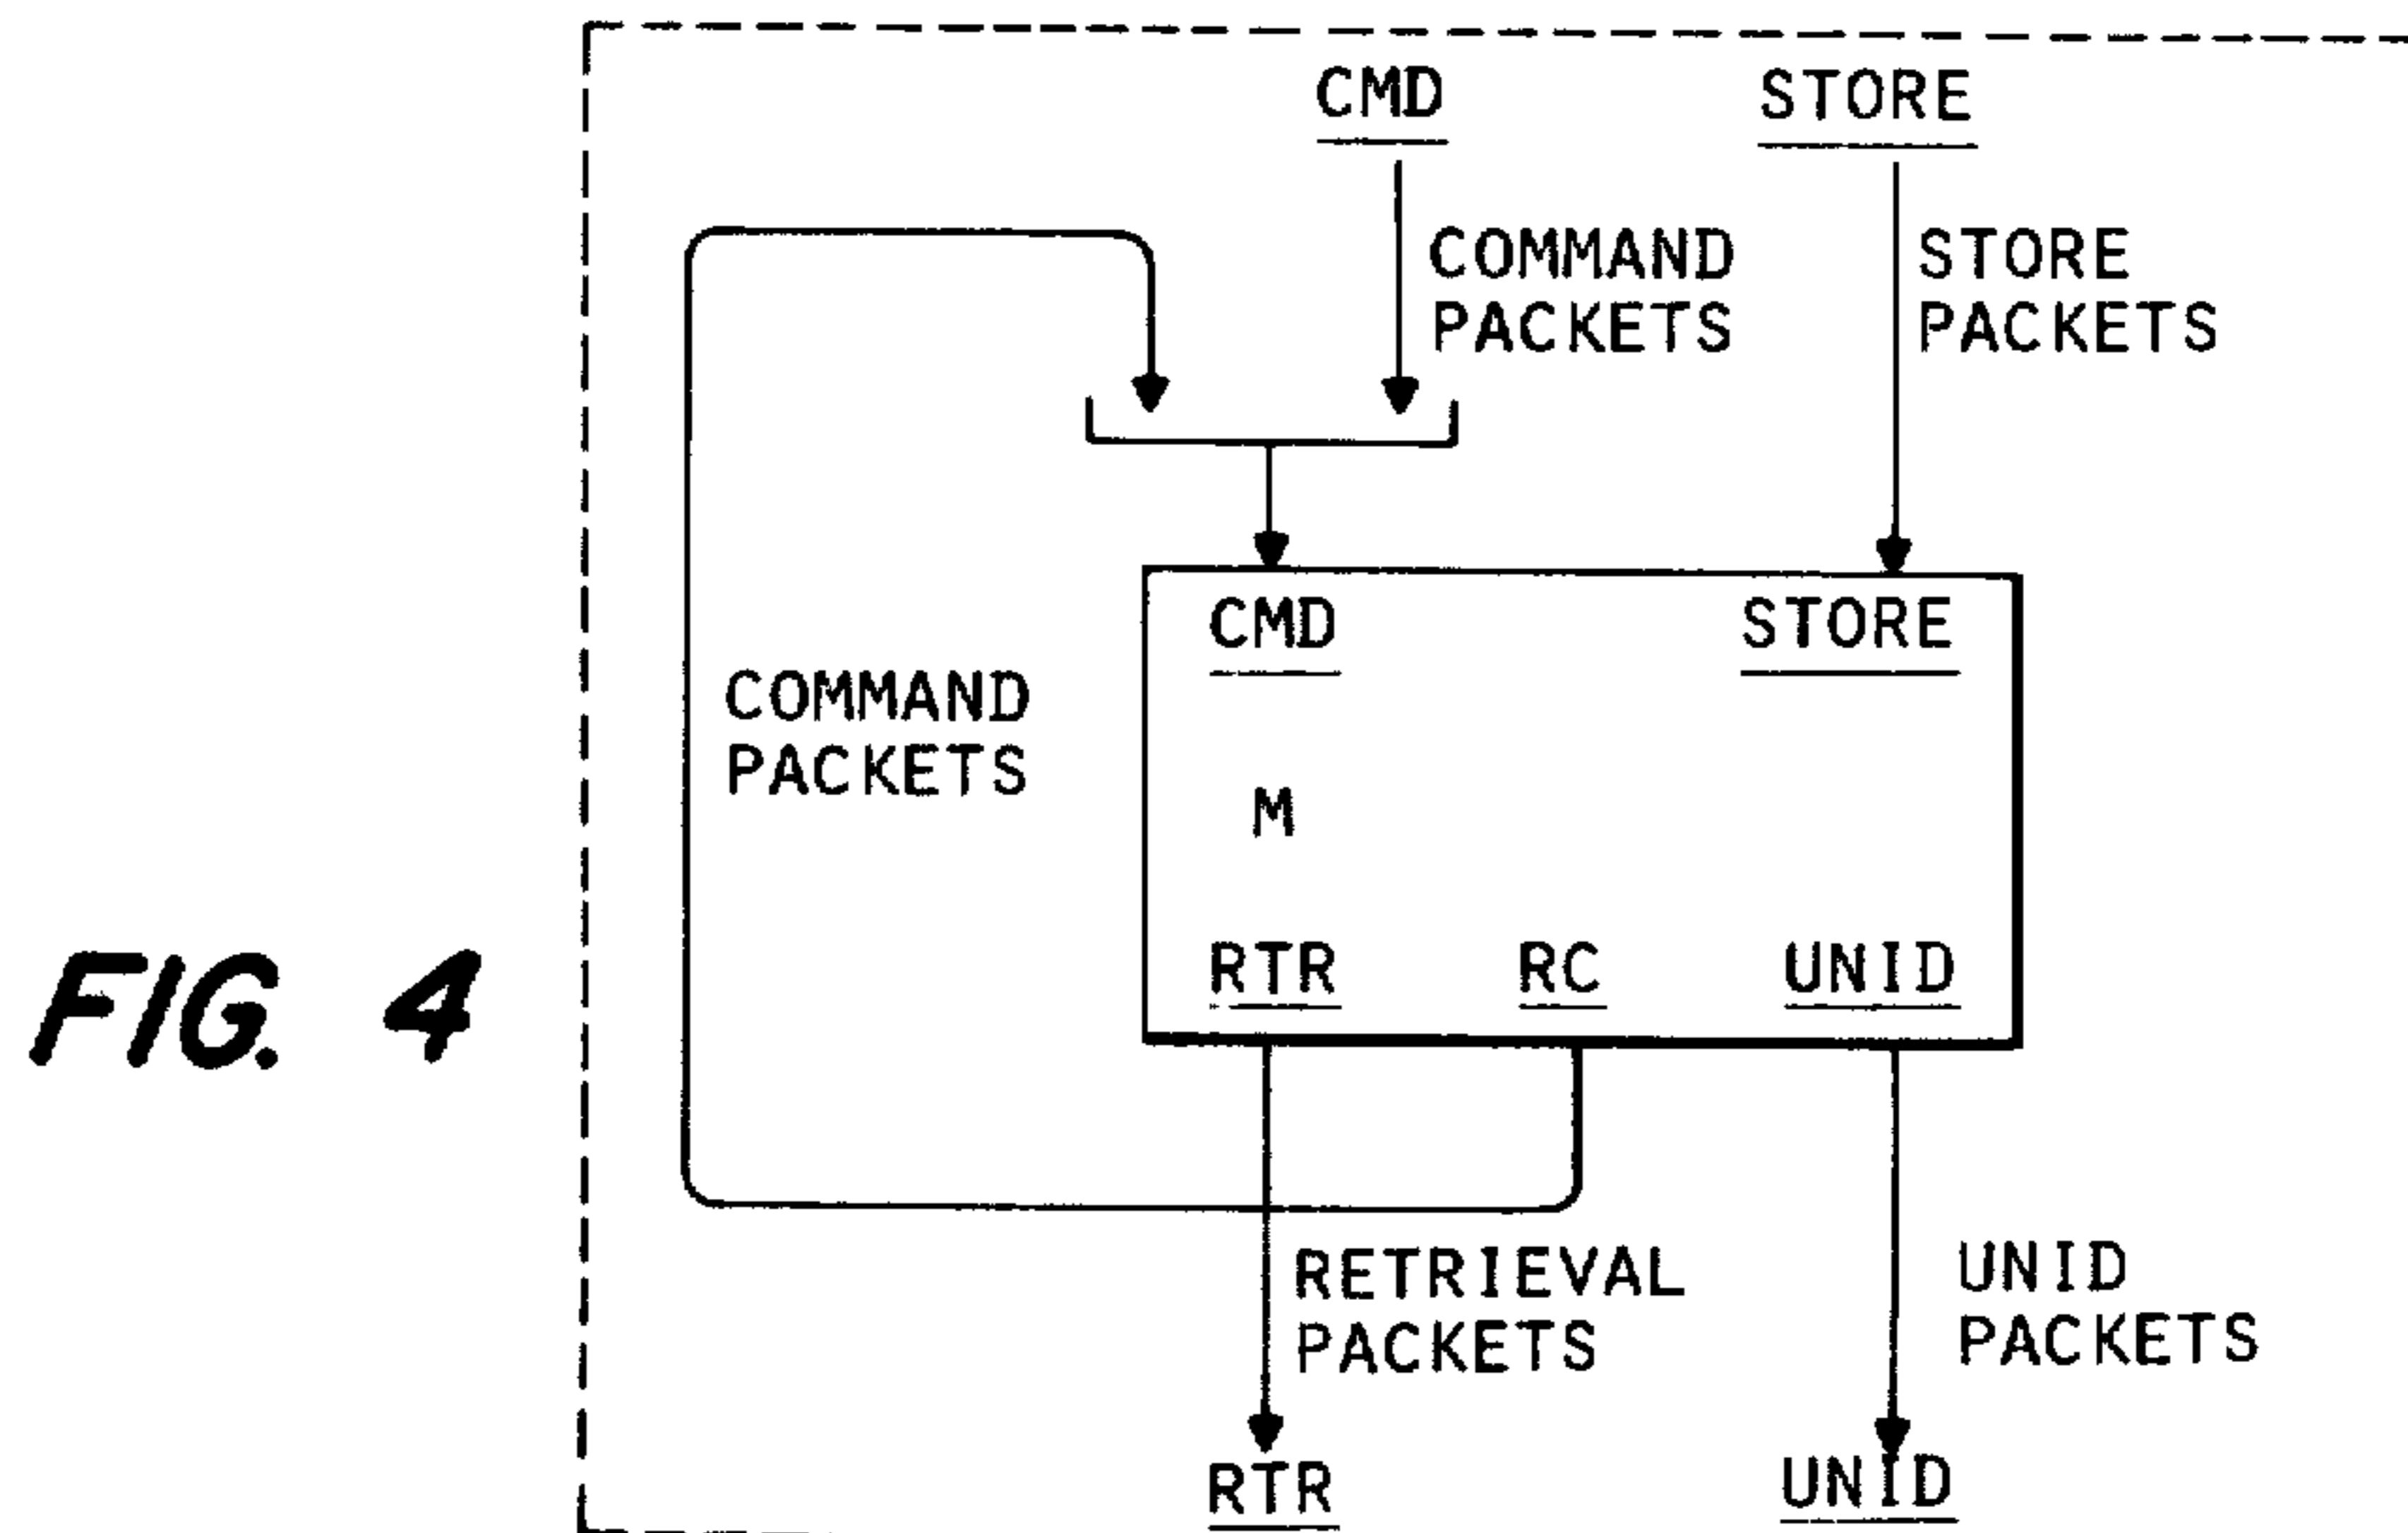 CMD STORE
COMMAND PACKETS
STORE PACKETS
CMD STORE
COMMAND PACKETS
M
RTR RC UNID
FIG. 4
RETRIEVAL PACKETS
UNID PACKETS
RTR UNID